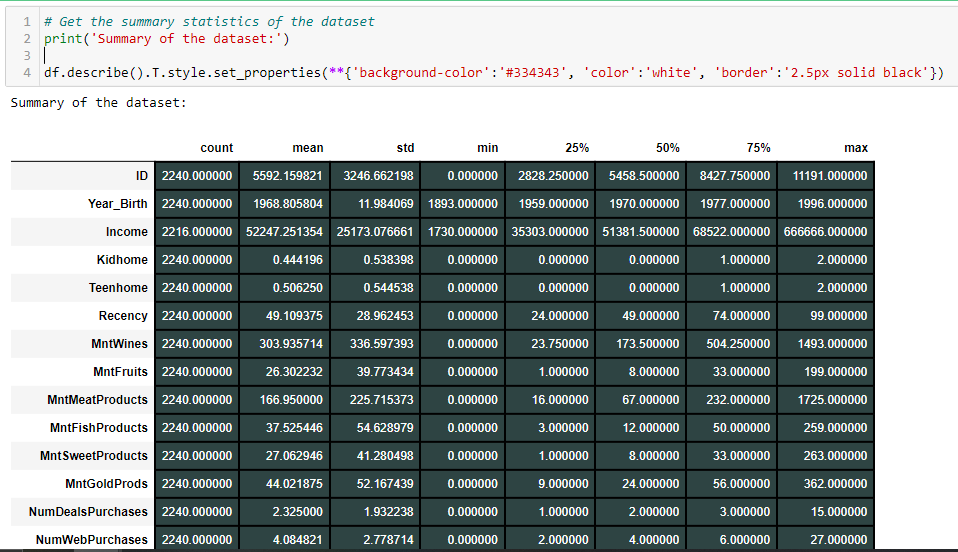 1 # Get the summary statistics of the dataset
2 print('Summary of the dataset:')
3
4 df.describe().T.style.set_properties(**{'background-color':'#334343', 'color':'white', 'border':'2.5px solid black'})
Summary of the dataset:
count mean std min 25% 50% 75% max
ID 2240.000000 5592.159821 3246.662198 0.000000 2828.250000 5458.500000 8427.750000 11191.000000
Year_Birth 2240.000000 1968.805804 11.984069 1893.000000 1959.000000 1970.000000 1977.000000 1996.000000
Income 2216.000000 52247.251354 25173.076661 1730.000000 35303.000000 51381.500000 68522.000000 666666.000000
Kidhome 2240.000000 0.444196 0.538398 0.000000 0.000000 0.000000 1.000000 2.000000
Teenhome 2240.000000 0.506250 0.544538 0.000000 0.000000 0.000000 1.000000 2.000000
Recency 2240.000000 49.109375 28.962453 0.000000 24.000000 49.000000 74.000000 99.000000
MntWines 2240.000000 303.935714 336.597393 0.000000 23.750000 173.500000 504.250000 1493.000000
MntFruits 2240.000000 26.302232 39.773434 0.000000 1.000000 8.000000 33.000000 199.000000
MntMeatProducts 2240.000000 166.950000 225.715373 0.000000 16.000000 67.000000 232.000000 1725.000000
MntFishProducts 2240.000000 37.525446 54.628979 0.000000 3.000000 12.000000 50.000000 259.000000
MntSweetProducts 2240.000000 27.062946 41.280498 0.000000 1.000000 8.000000 33.000000 263.000000
MntGoldProds 2240.000000 44.021875 52.167439 0.000000 9.000000 24.000000 56.000000 362.000000
NumDealsPurchases 2240.000000 2.325000 1.932238 0.000000 1.000000 2.000000 3.000000 15.000000
NumWebPurchases 2240.000000 4.084821 2.778714 0.000000 2.000000 4.000000 6.000000 27.000000